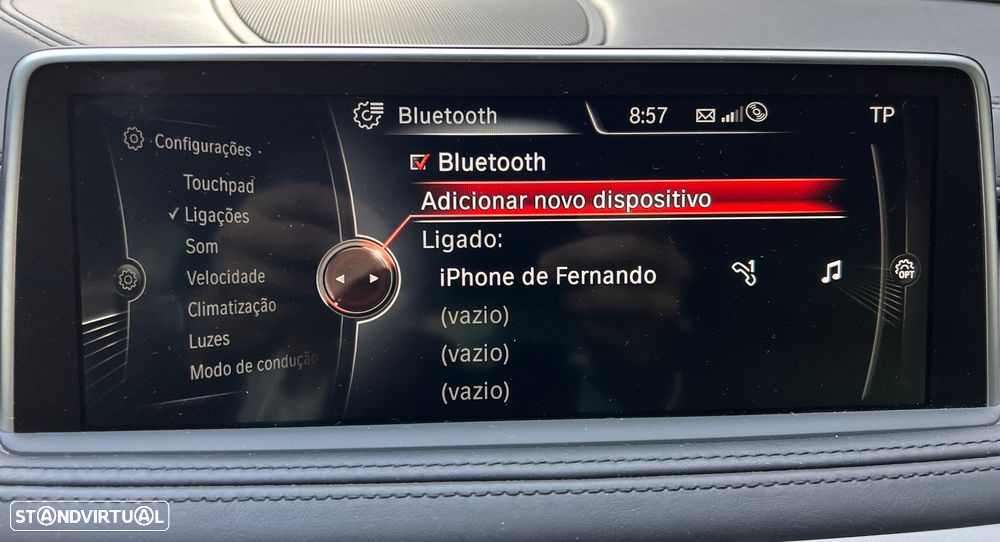 Bluetooth
8:57
TP
Configurações
Touchpad
Ligações
Som
Velocidade
Climatização
Luzes
Modo de condução
Bluetooth
Adicionar novo dispositivo
Ligado:
iPhone de Fernando
(vazio)
(vazio)
(vazio)
OPT
STANDVIRTUAL